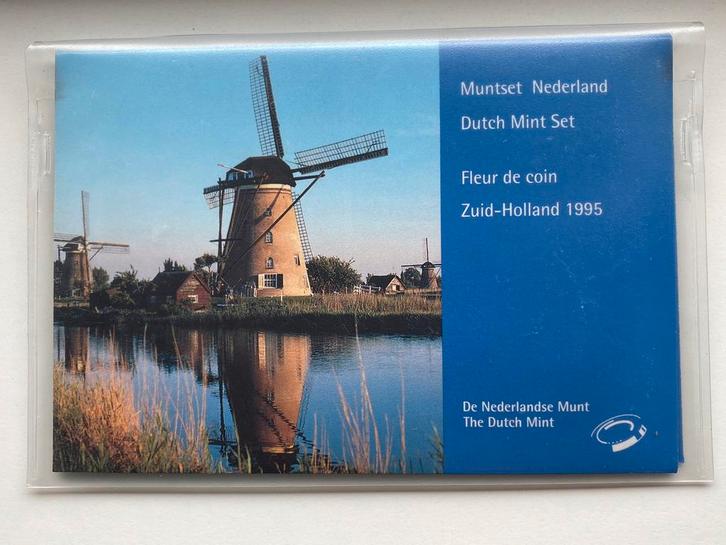 Muntset Nederland
Dutch Mint Set
Fleur de coin
Zuid-Holland 1995
De Nederlandse Munt
The Dutch Mint